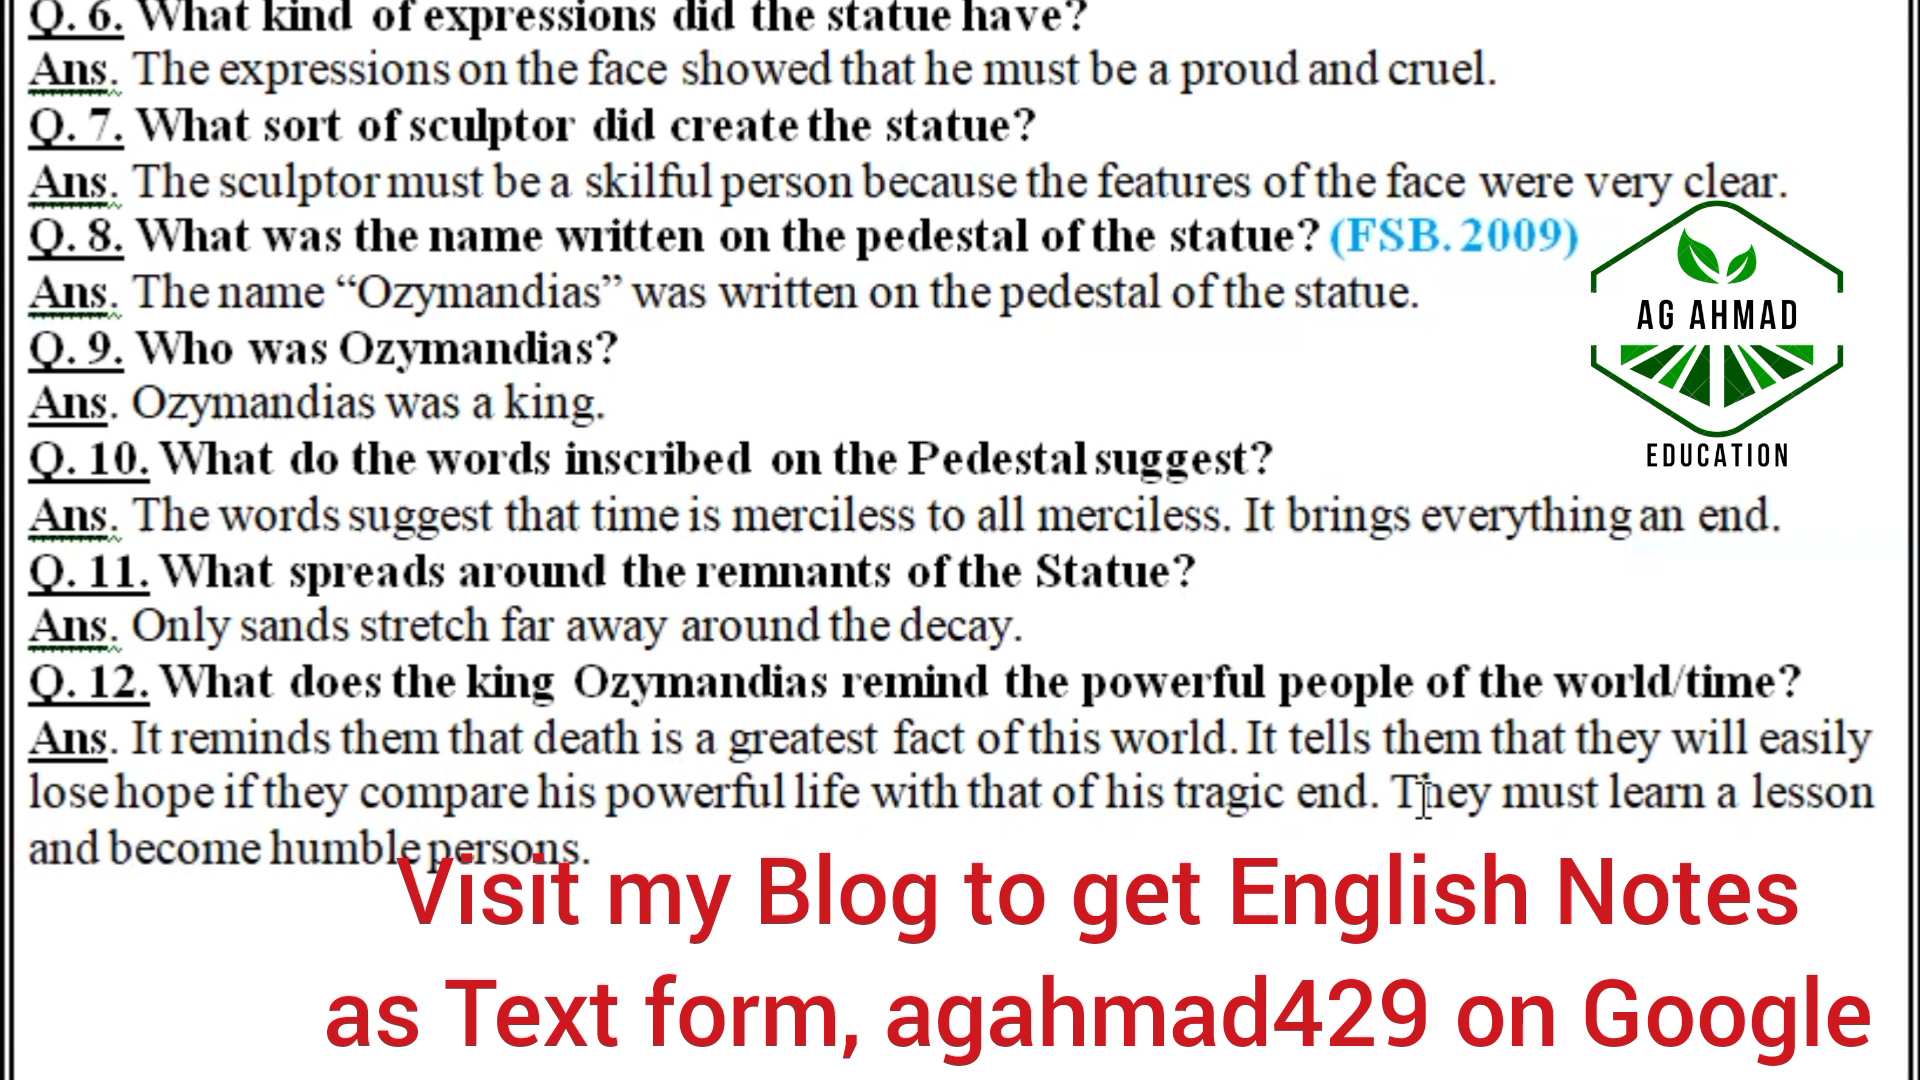 Q. 6. What kind of expressions did the statue have?
Ans. The expressions on the face showed that he must be a proud and cruel.
Q. 7. What sort of sculptor did create the statue?
Ans. The sculptor must be a skilful person because the features of the face were very clear.
Q. 8. What was the name written on the pedestal of the statue? (FSB. 2009)
Ans. The name “Ozymandias” was written on the pedestal of the statue.
Q. 9. Who was Ozymandias?
Ans. Ozymandias was a king.
Q. 10. What do the words inscribed on the Pedestal suggest?
Ans. The words suggest that time is merciless to all merciless. It brings everything an end.
Q. 11. What spreads around the remnants of the Statue?
Ans. Only sands stretch far away around the decay.
Q. 12. What does the king Ozymandias remind the powerful people of the world/time?
Ans. It reminds them that death is a greatest fact of this world. It tells them that they will easily
lose hope if they compare his powerful life with that of his tragic end. They must learn a lesson
and become humble persons.
AG AHMAD
EDUCATION
Visit my Blog to get English Notes
as Text form, agahmad429 on Google